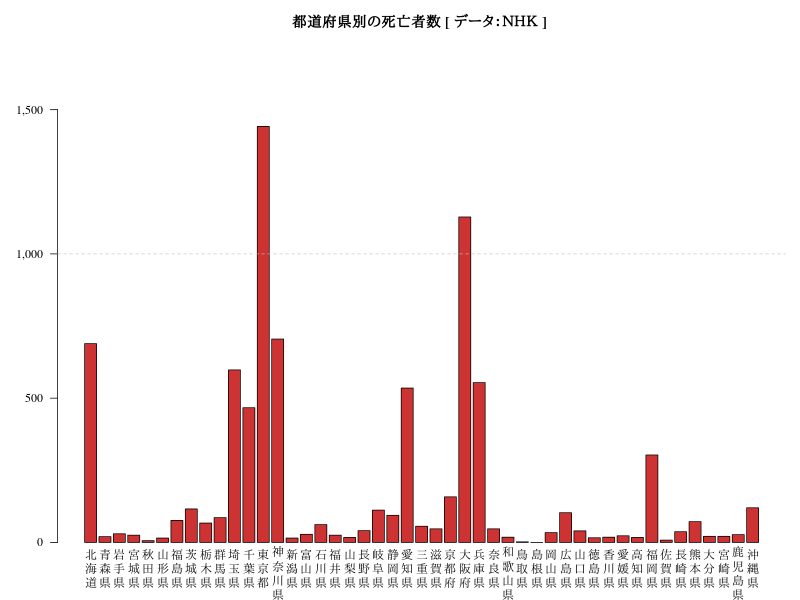 都道府県別の死亡者数 [ データ：NHK ]
1,500
1,000
500
0
北海道
青森県
岩手県
宮城県
秋田県
山形県
福島県
茨城県
栃木県
群馬県
埼玉県
千葉県
東京都
神奈川県
新潟県
富山県
石川県
福井県
山梨県
長野県
岐阜県
静岡県
愛知県
三重県
滋賀県
京都府
大阪府
兵庫県
奈良県
和歌山県
鳥取県
島根県
岡山県
広島県
山口県
徳島県
香川県
愛媛県
高知県
福岡県
佐賀県
長崎県
熊本県
大分県
宮崎県
鹿児島県
沖縄県